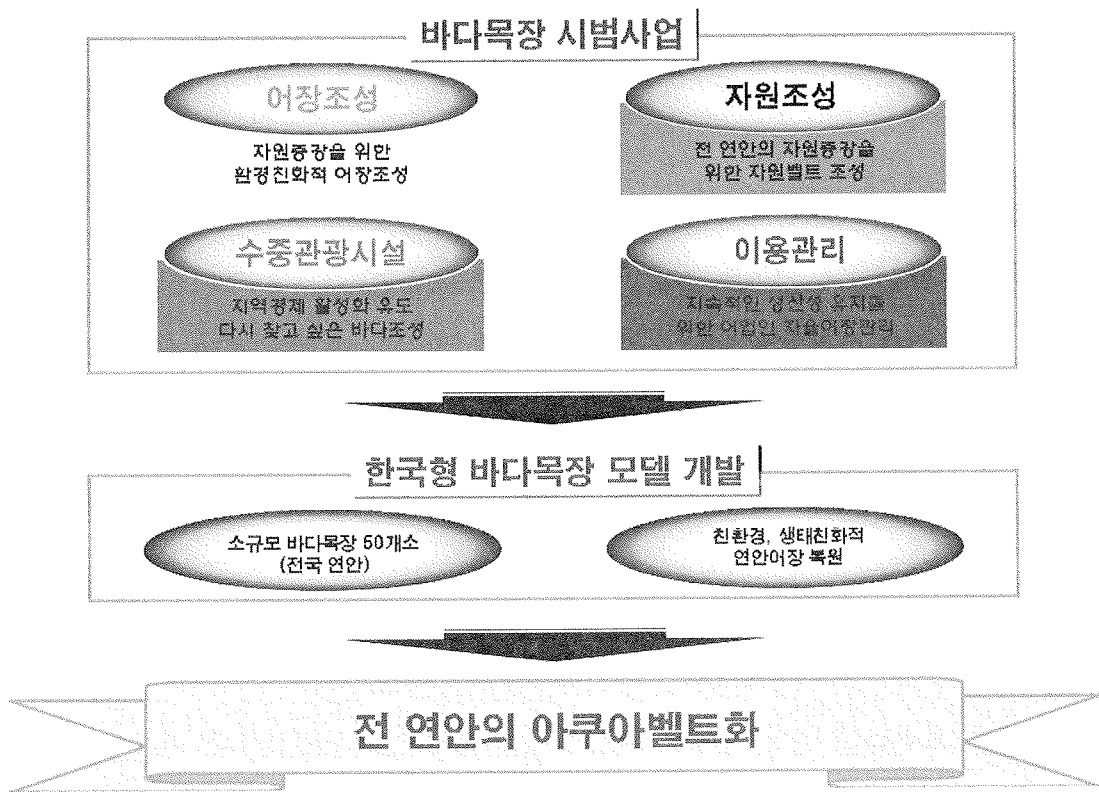 바다목장 시범사업
어장조성
자원증강을 위한
환경친화적 어장조성
자원조성
전 연안의 자원증강을
위한 자원벨트 조성
수중관광시설
지역경제 활성화 유도
다시 찾고 싶은 바다조성
이용관리
지속적인 생산성 유지를
위한 어업인 자율어장관리
한국형 바다목장 모델 개발
소규모 바다목장 50개소
(전국 연안)
친환경, 생태친화적
연안어장 복원
전 연안의 아쿠아벨트화